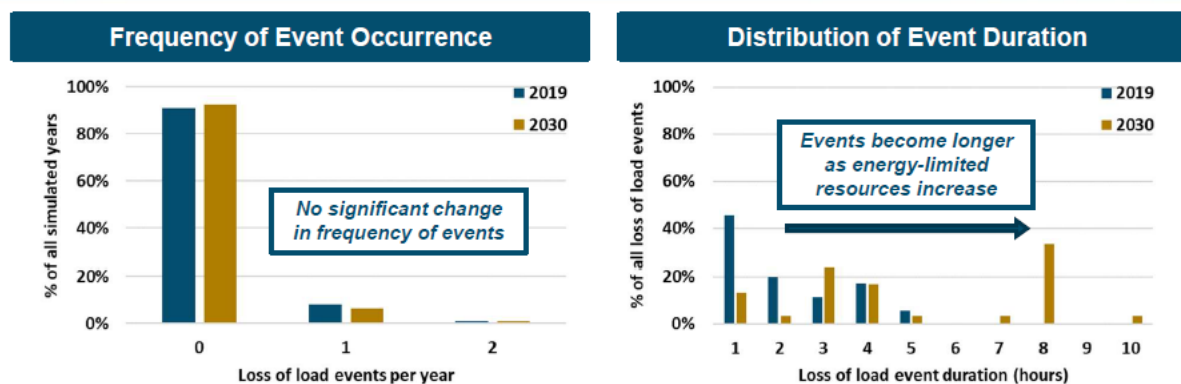 Frequency of Event Occurrence
% of all simulated years
100%
80%
60%
40%
20%
0%
2019
2030
No significant change
in frequency of events
0 1 2
Loss of load events per year
Distribution of Event Duration
% of all loss of load events
100%
80%
60%
40%
20%
0%
2019
2030
Events become longer
as energy-limited
resources increase
1 2 3 4 5 6 7 8 9 10
Loss of load event duration (hours)